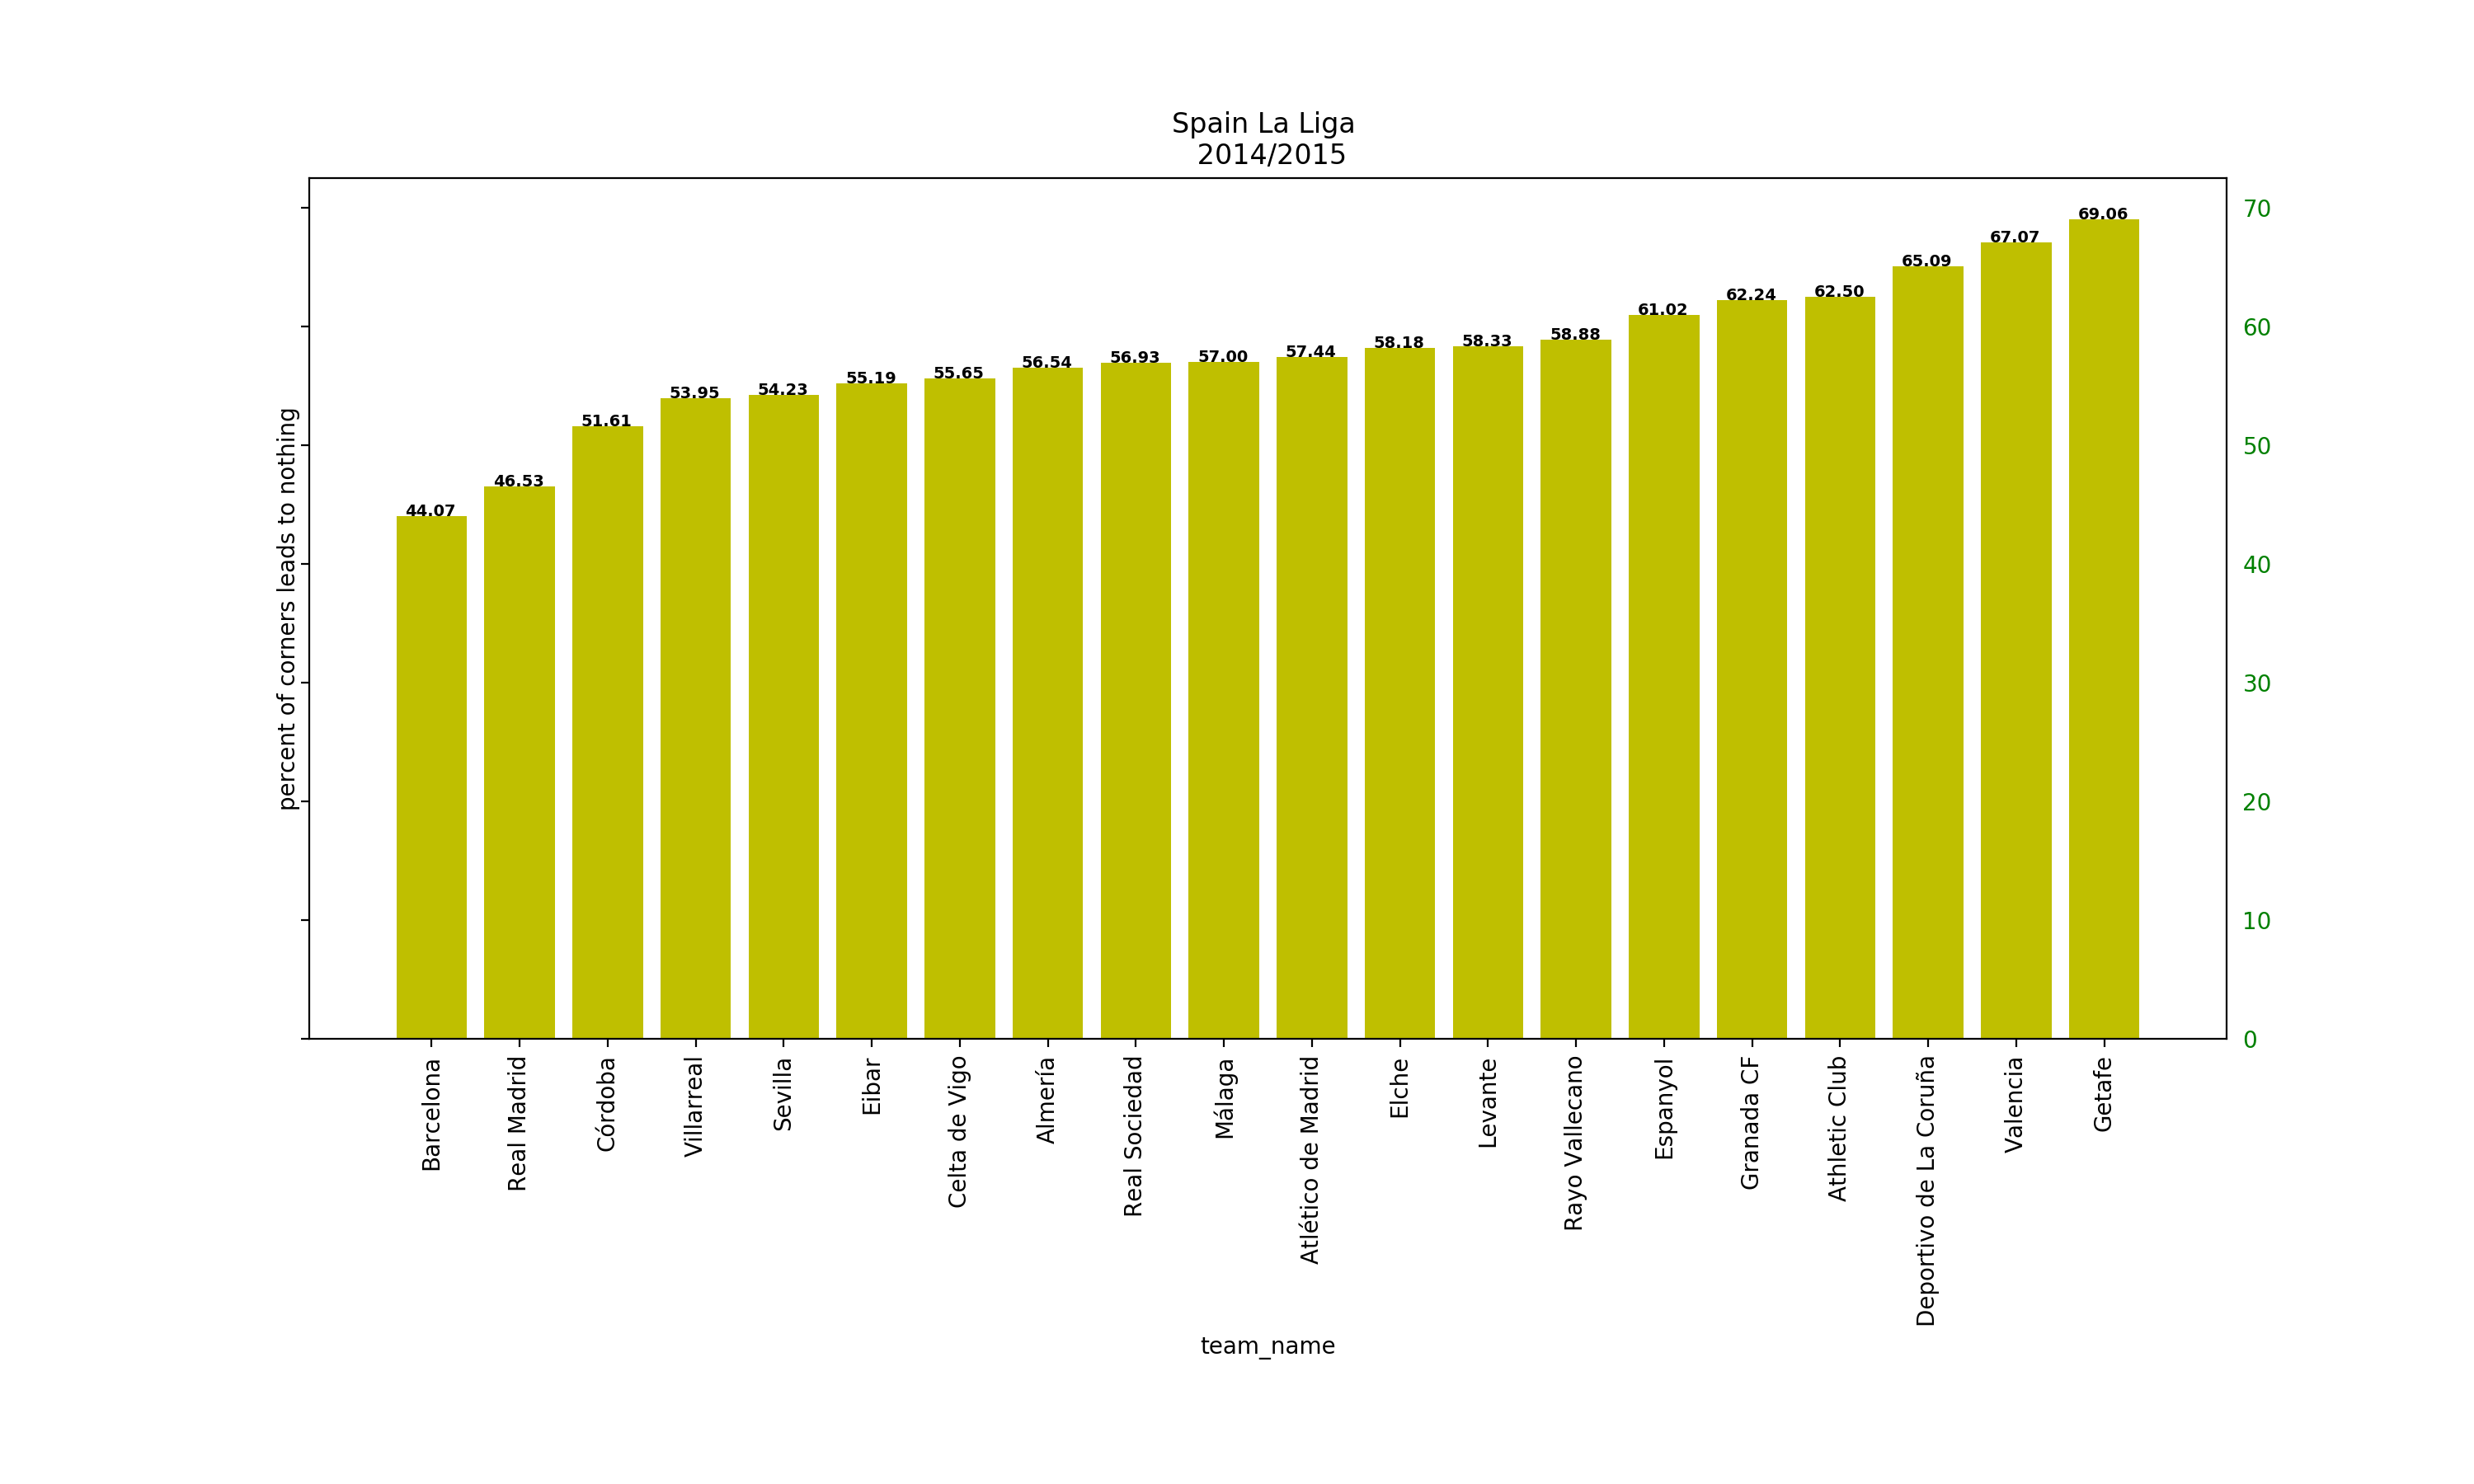 Spain La Liga
2014/2015
percent of corners leads to nothing
70
60
50
40
30
20
10
0
44.07
46.53
51.61
53.95
54.23
55.19
55.65
56.54
56.93
57.00
57.44
58.18
58.33
58.88
61.02
62.24
62.50
65.09
67.07
69.06
Barcelona
Real Madrid
Córdoba
Villarreal
Sevilla
Eibar
Celta de Vigo
Almería
Real Sociedad
Málaga
Atlético de Madrid
Elche
Levante
Rayo Vallecano
Espanyol
Granada CF
Athletic Club
Deportivo de La Coruña
Valencia
Getafe
team_name